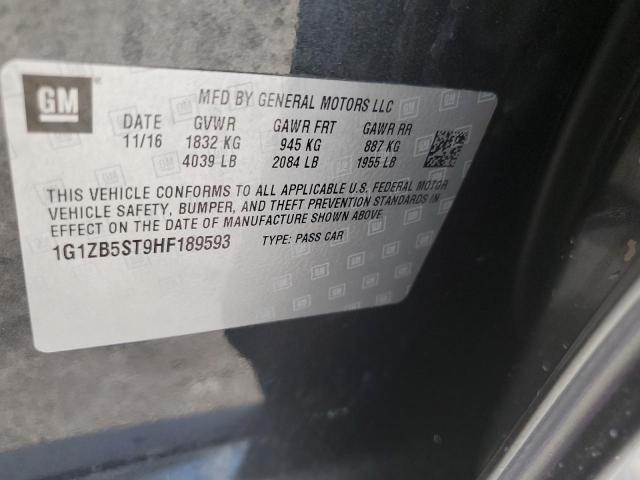 GM
MFD BY GENERAL MOTORS LLC
DATE GVWR GAWR FRT GAWR RR
11/16 1832 KG 945 KG 887 KG
4039 LB 2084 LB 1955 LB
THIS VEHICLE CONFORMS TO ALL APPLICABLE U.S. FEDERAL MOTOR
VEHICLE SAFETY, BUMPER, AND THEFT PREVENTION STANDARDS IN
EFFECT ON THE DATE OF MANUFACTURE SHOWN ABOVE.
1G1ZB5ST9HF189593 TYPE: PASS CAR